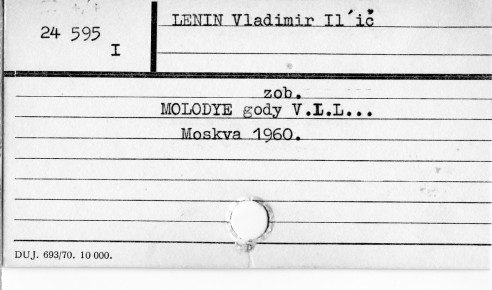 24 595
I
LENIN Vladimir Il´ič
zob.
MOLODYE gody V.I.L...
Moskva 1960.
DUJ. 693/70. 10 000.